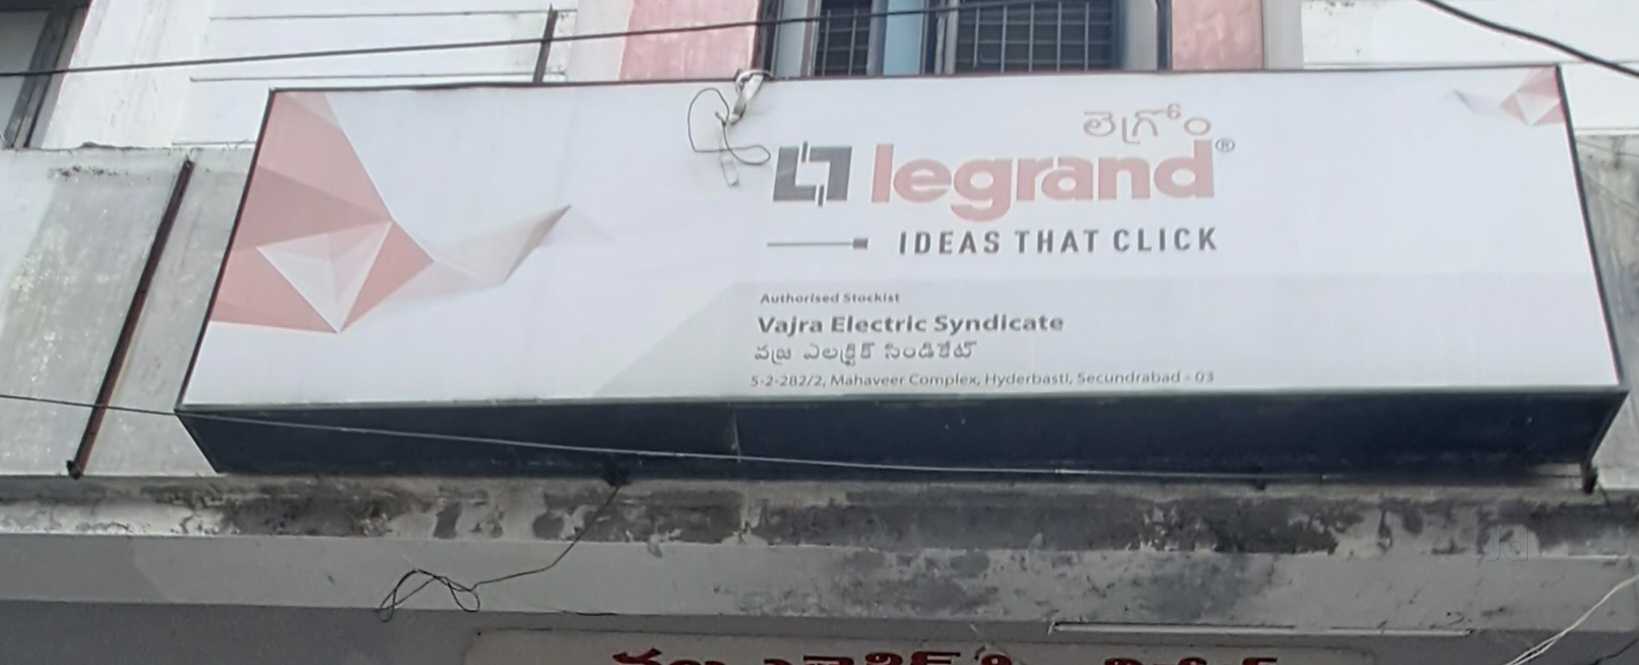 లెగ్రోం
legrand®
IDEAS THAT CLICK
Authorised Stockist
Vajra Electric Syndicate
వజ్ర ఎలక్ట్రిక్ సిండికేట్
5-2-282/2, Mahaveer Complex, Hyderbasti, Secundrabad - 03